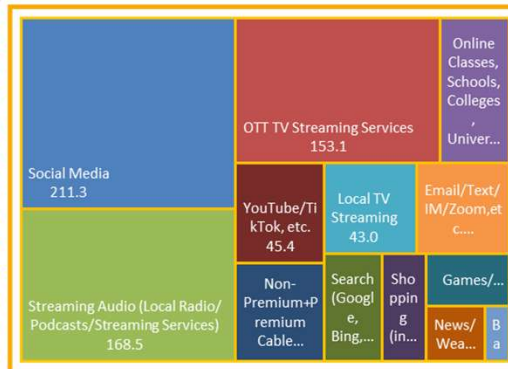 Social Media
211.3
Streaming Audio (Local Radio/
Podcasts/Streaming Services)
168.5
OTT TV Streaming Services
153.1
Online
Classes,
Schools,
Colleges
,
Univer...
YouTube/Ti
kTok, etc.
45.4
Local TV
Streaming
43.0
Email/Text/
IM/Zoom,et
c....
Non-
Premium+P
remium
Cable...
Search
(Googl
e,
Bing,...
Sho
ppin
g
(in...
Games/...
News/
Wea...
Ba